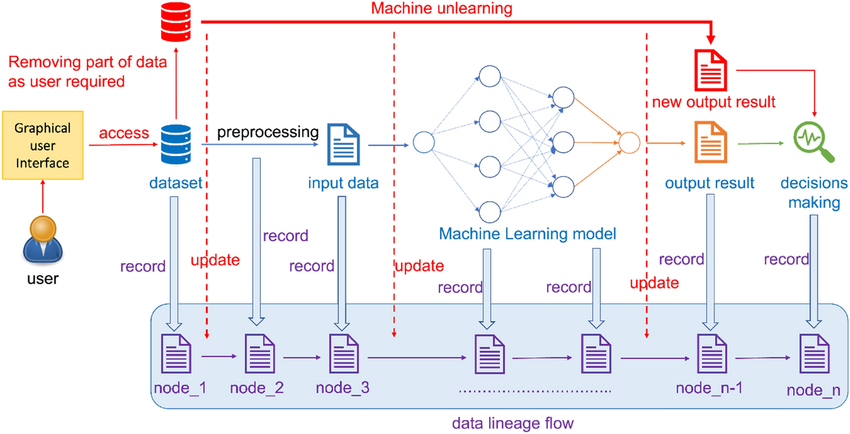 Machine unlearning
Removing part of data
as user required
new output result
Graphical
user
Interface
access
preprocessing
dataset
input data
Machine Learning model
output result
decisions
making
user
record
update
record
record
update
record
record
update
record
record
node_1
node_2
node_3
node_n-1
node_n
data lineage flow